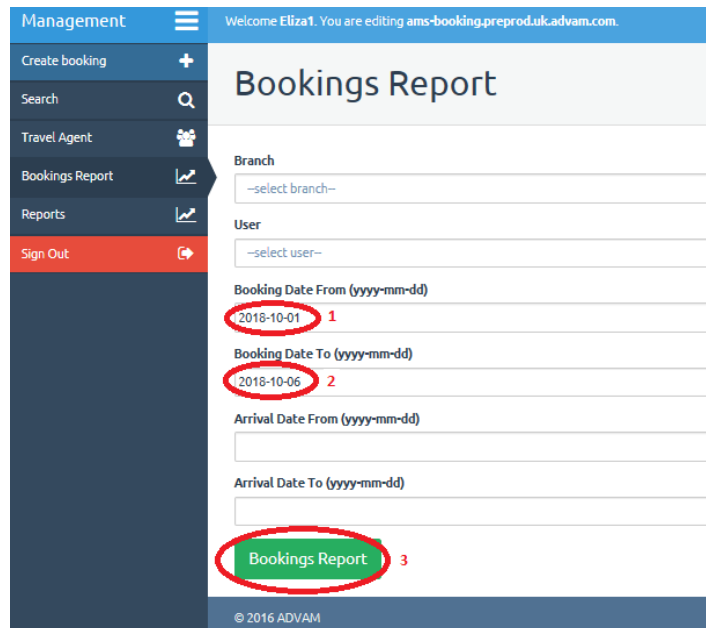 Management
Welcome Eliza1. You are editing ams-booking.preprod.uk.advam.com.
Create booking
Search
Travel Agent
Bookings Report
Reports
Sign Out
Bookings Report
Branch
--select branch--
User
--select user--
Booking Date From (yyyy-mm-dd)
2018-10-01 1
Booking Date To (yyyy-mm-dd)
2018-10-06 2
Arrival Date From (yyyy-mm-dd)
Arrival Date To (yyyy-mm-dd)
Bookings Report 3
© 2016 ADVAM